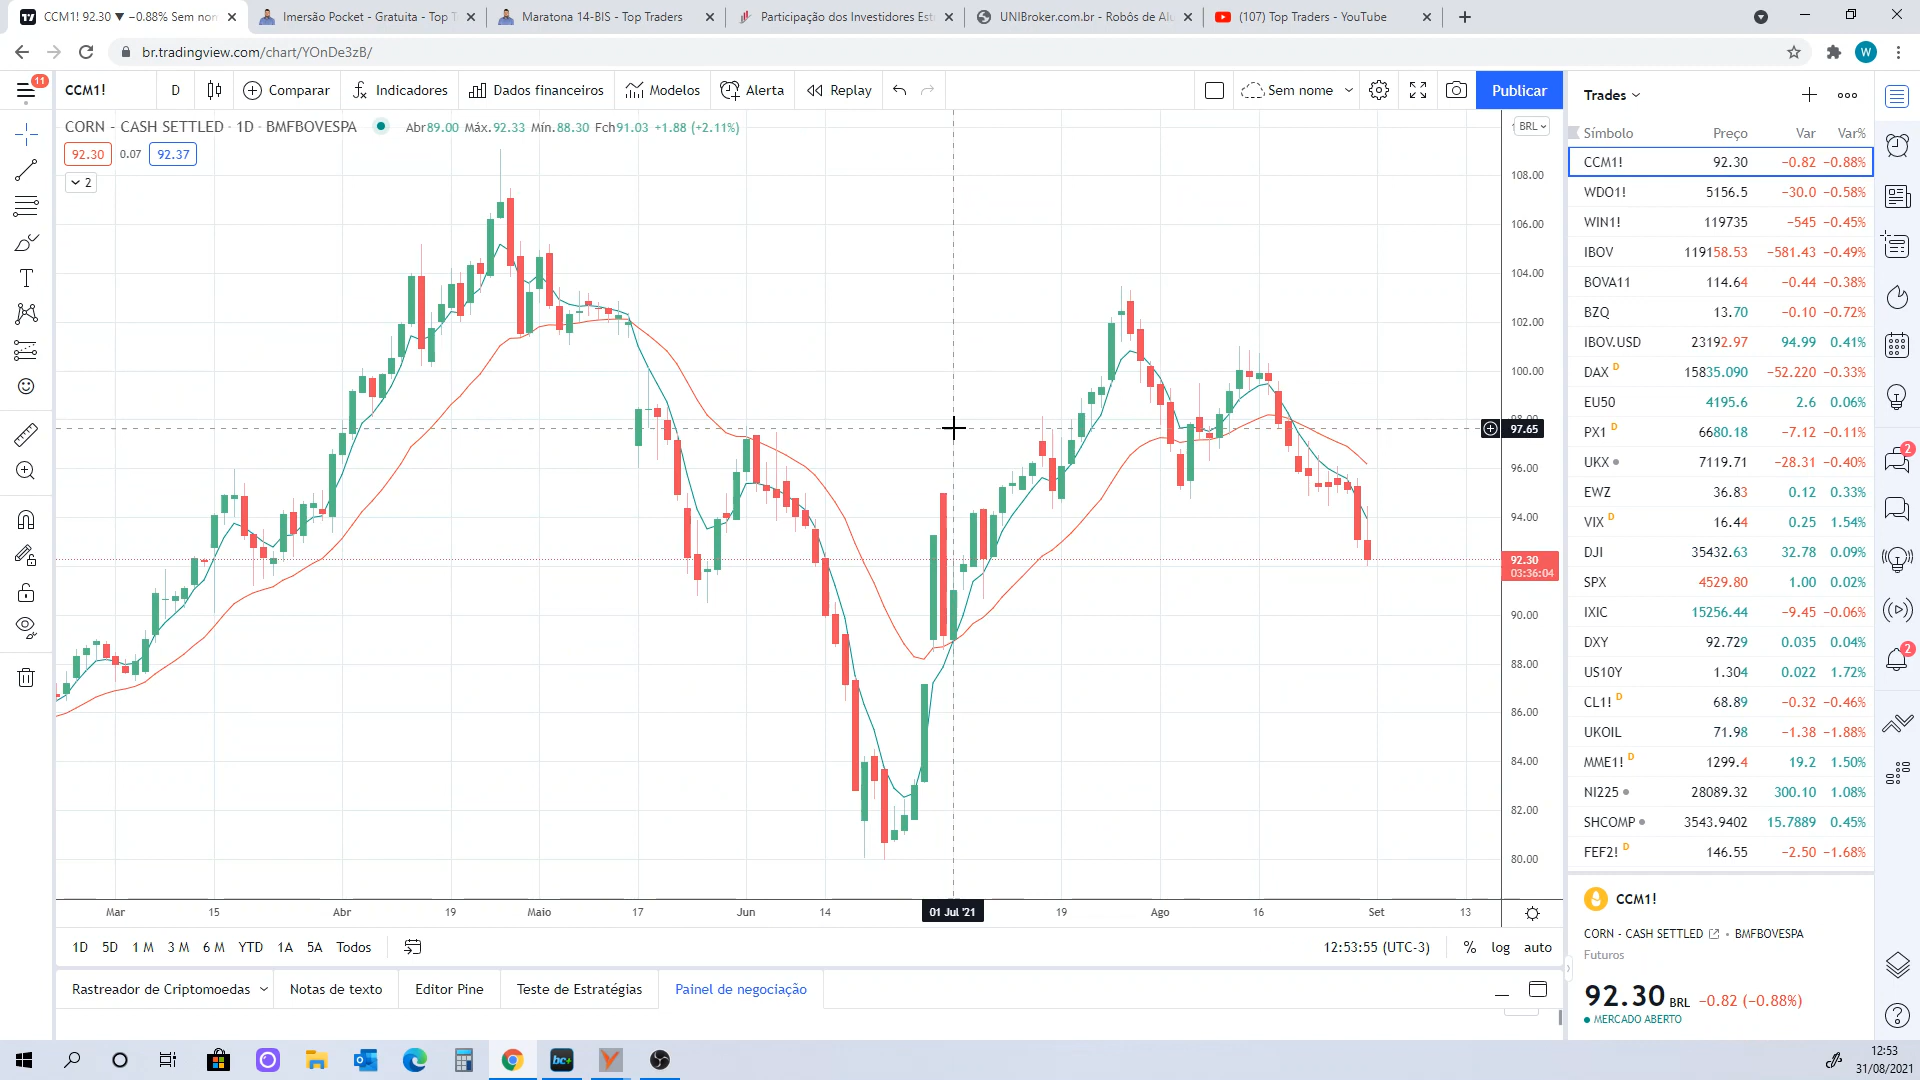 CCM1! 92.30 ▼ −0.88% Sem nom
Imersão Pocket - Gratuita - Top T
Maratona 14-BIS - Top Traders
Participação dos Investidores Est
UNIBroker.com.br - Robôs de Alu
(107) Top Traders - YouTube
br.tradingview.com/chart/YOnDe3zB/
W
11
CCM1!
D
Comparar
Indicadores
Dados financeiros
Modelos
Alerta
Replay
Sem nome
Publicar
CORN - CASH SETTLED · 1D · BMFBOVESPA
Abr89.00 Máx.92.33 Mín.88.30 Fch91.03 +1.88 (+2.11%)
92.30
0.07
92.37
2
BRL
108.00
106.00
104.00
102.00
100.00
98.00
97.65
96.00
94.00
92.30
03:36:04
90.00
88.00
86.00
84.00
82.00
80.00
Mar
15
Abr
19
Maio
17
Jun
14
01 Jul '21
19
Ago
16
Set
13
1D
5D
1 M
3 M
6 M
YTD
1A
5A
Todos
12:53:55 (UTC-3)
%
log
auto
Rastreador de Criptomoedas
Notas de texto
Editor Pine
Teste de Estratégias
Painel de negociação
Trades
Símbolo Preço Var Var%
CCM1! 92.30 −0.82 −0.88%
WDO1! 5156.5 −30.0 −0.58%
WIN1! 119735 −545 −0.45%
IBOV 119158.53 −581.43 −0.49%
BOVA11 114.64 −0.44 −0.38%
BZQ 13.70 −0.10 −0.72%
IBOV.USD 23192.97 94.99 0.41%
DAX D 15835.090 −52.220 −0.33%
EU50 4195.6 2.6 0.06%
PX1 D 6680.18 −7.12 −0.11%
UKX 7119.71 −28.31 −0.40%
EWZ 36.83 0.12 0.33%
VIX D 16.44 0.25 1.54%
DJI 35432.63 32.78 0.09%
SPX 4529.80 1.00 0.02%
IXIC 15256.44 −9.45 −0.06%
DXY 92.729 0.035 0.04%
US10Y 1.304 0.022 1.72%
CL1! D 68.89 −0.32 −0.46%
UKOIL 71.98 −1.38 −1.88%
MME1! D 1299.4 19.2 1.50%
NI225 28089.32 300.10 1.08%
SHCOMP 3543.9402 15.7889 0.45%
FEF2! D 146.55 −2.50 −1.68%
CCM1!
CORN - CASH SETTLED • BMFBOVESPA
Futuros
92.30 BRL −0.82 (−0.88%)
MERCADO ABERTO
2
2
bc+
12:53
31/08/2021